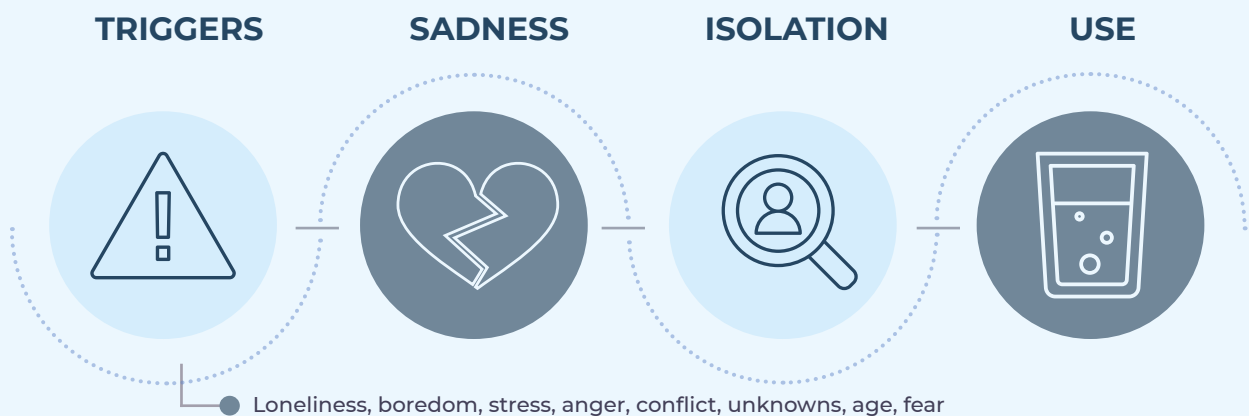 TRIGGERS SADNESS ISOLATION USE
Loneliness, boredom, stress, anger, conflict, unknowns, age, fear